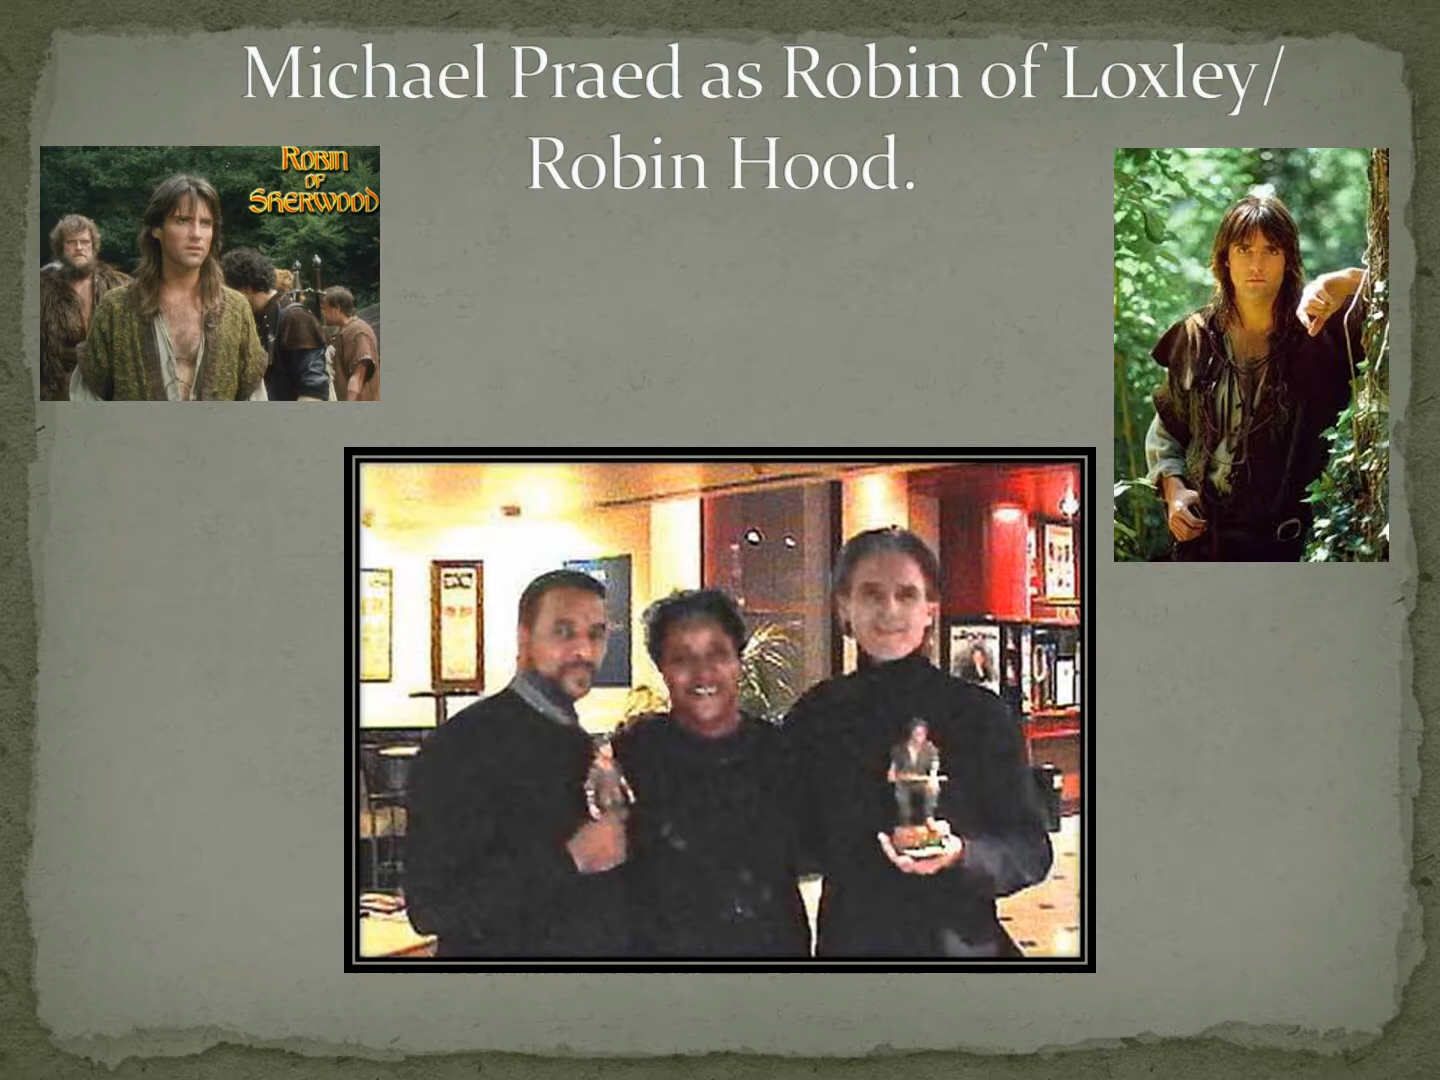 Michael Praed as Robin of Loxley/
Robin Hood.
ROBIN
OF
SHERWOOD